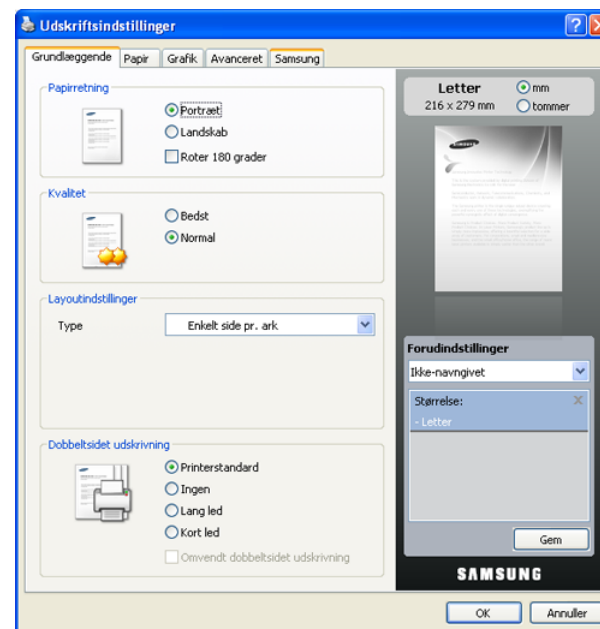 Udskriftsindstillinger
Grundlæggende Papir Grafik Avanceret Samsung
Papirretning
Portræt
Landskab
Roter 180 grader
Kvalitet
Bedst
Normal
Layoutindstillinger
Type Enkelt side pr. ark
Dobbeltsidet udskrivning
Printerstandard
Ingen
Lang led
Kort led
Omvendt dobbeltsidet udskrivning
Letter
216 x 279 mm
mm
tommer
SAMSUNG
Forudindstillinger
Ikke-navngivet
Størrelse:
- Letter
Gem
SAMSUNG
OK Annuller